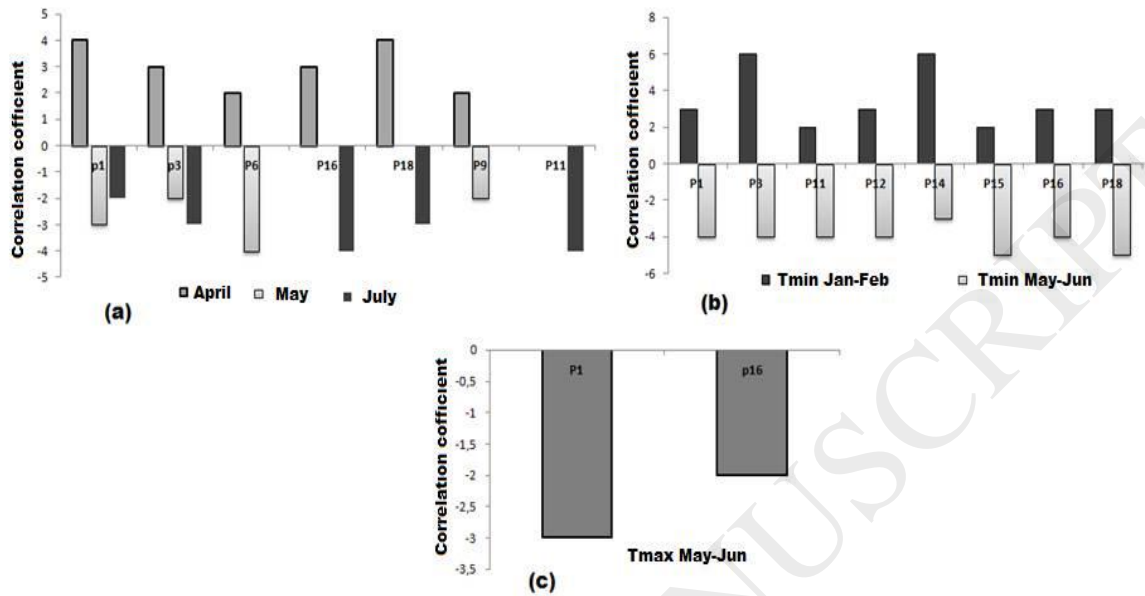 Correlation cofficient
5
4
3
2
1
0
-1
-2
-3
-4
-5
p1 p3 P6 P16 P18 P9 P11
April May July
(a)
Correlation cofficient
8
6
4
2
0
-2
-4
-6
P1 P3 P11 P12 P14 P15 P16 P18
Tmin Jan-Feb Tmin May-Jun
(b)
Correlation cofficient
0
-0,5
-1
-1,5
-2
-2,5
-3
-3,5
P1 p16
Tmax May-Jun
(c)
NUSCRIPT